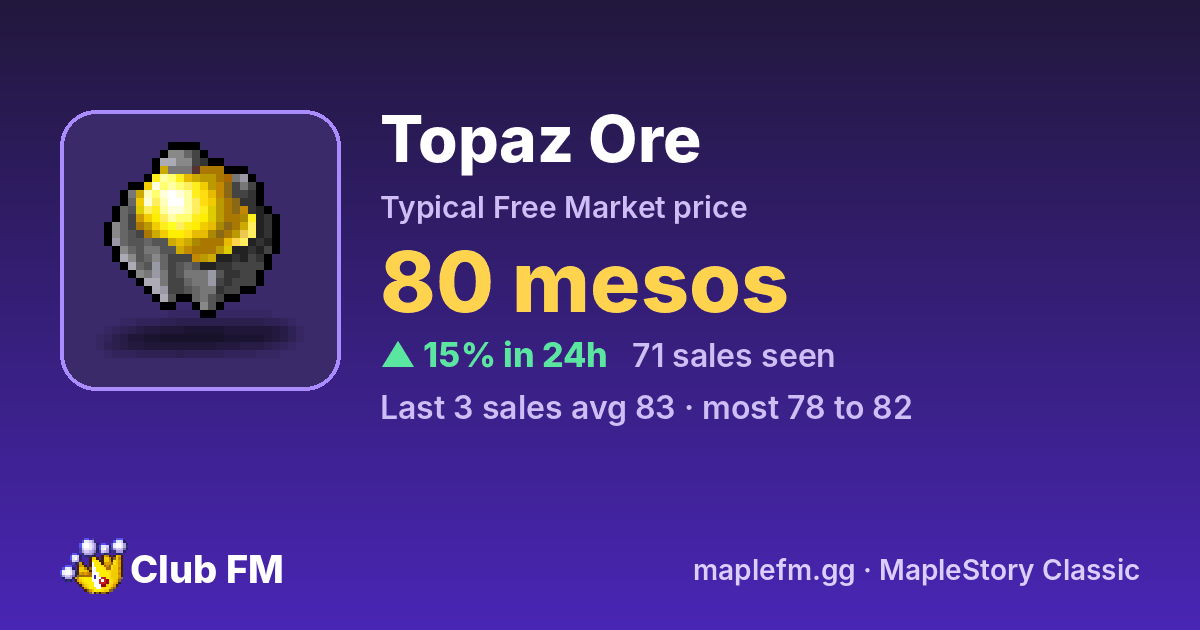 Topaz Ore
Typical Free Market price
80 mesos
▲ 15% in 24h 71 sales seen
Last 3 sales avg 83 · most 78 to 82
Club FM
maplefm.gg · MapleStory Classic